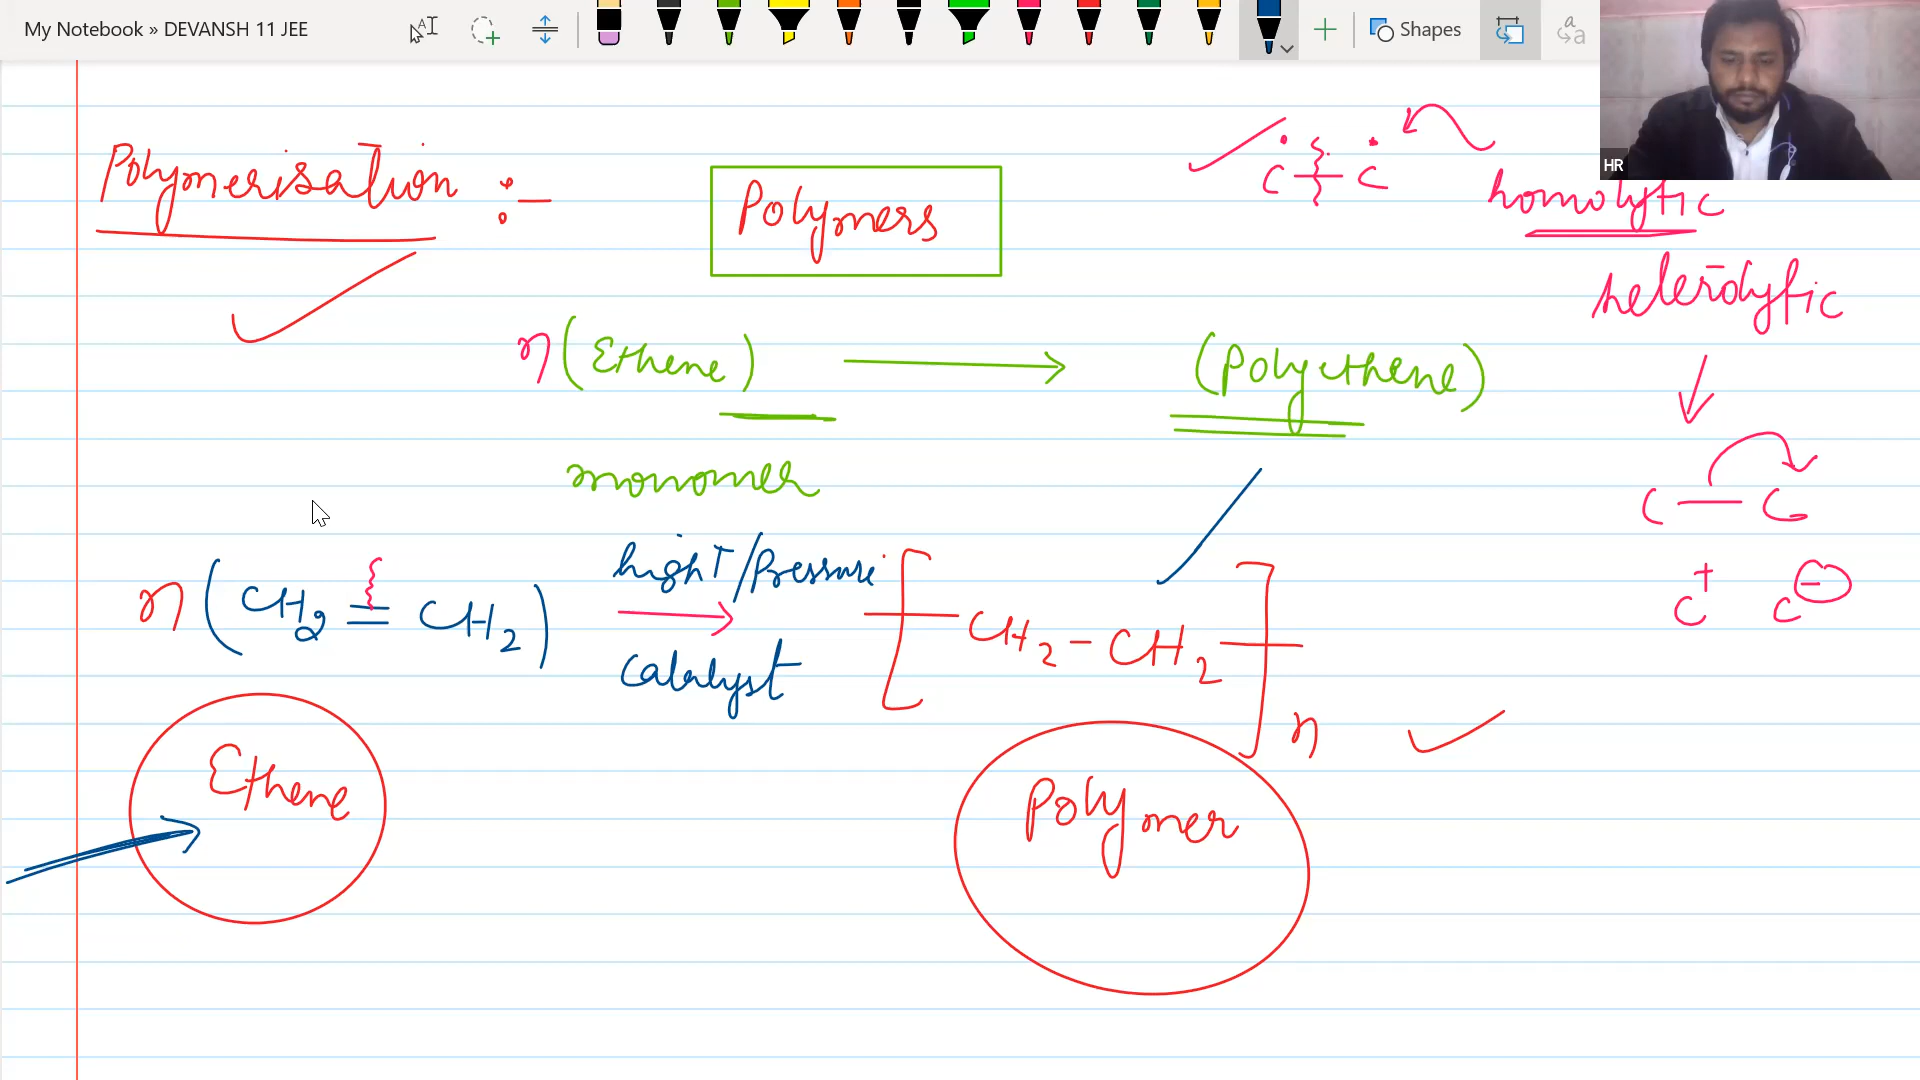 My Notebook » DEVANSH 11 JEE
Shapes
HR
Polymerisation :-
Polymers
C — C
homolytic
heterolytic
n (Ethene) → (Polyethene)
monomer
C — C
C+ C-
n (CH2 = CH2) high T/Pressure → catalyst [-CH2 - CH2-]n
Ethene
Polymer